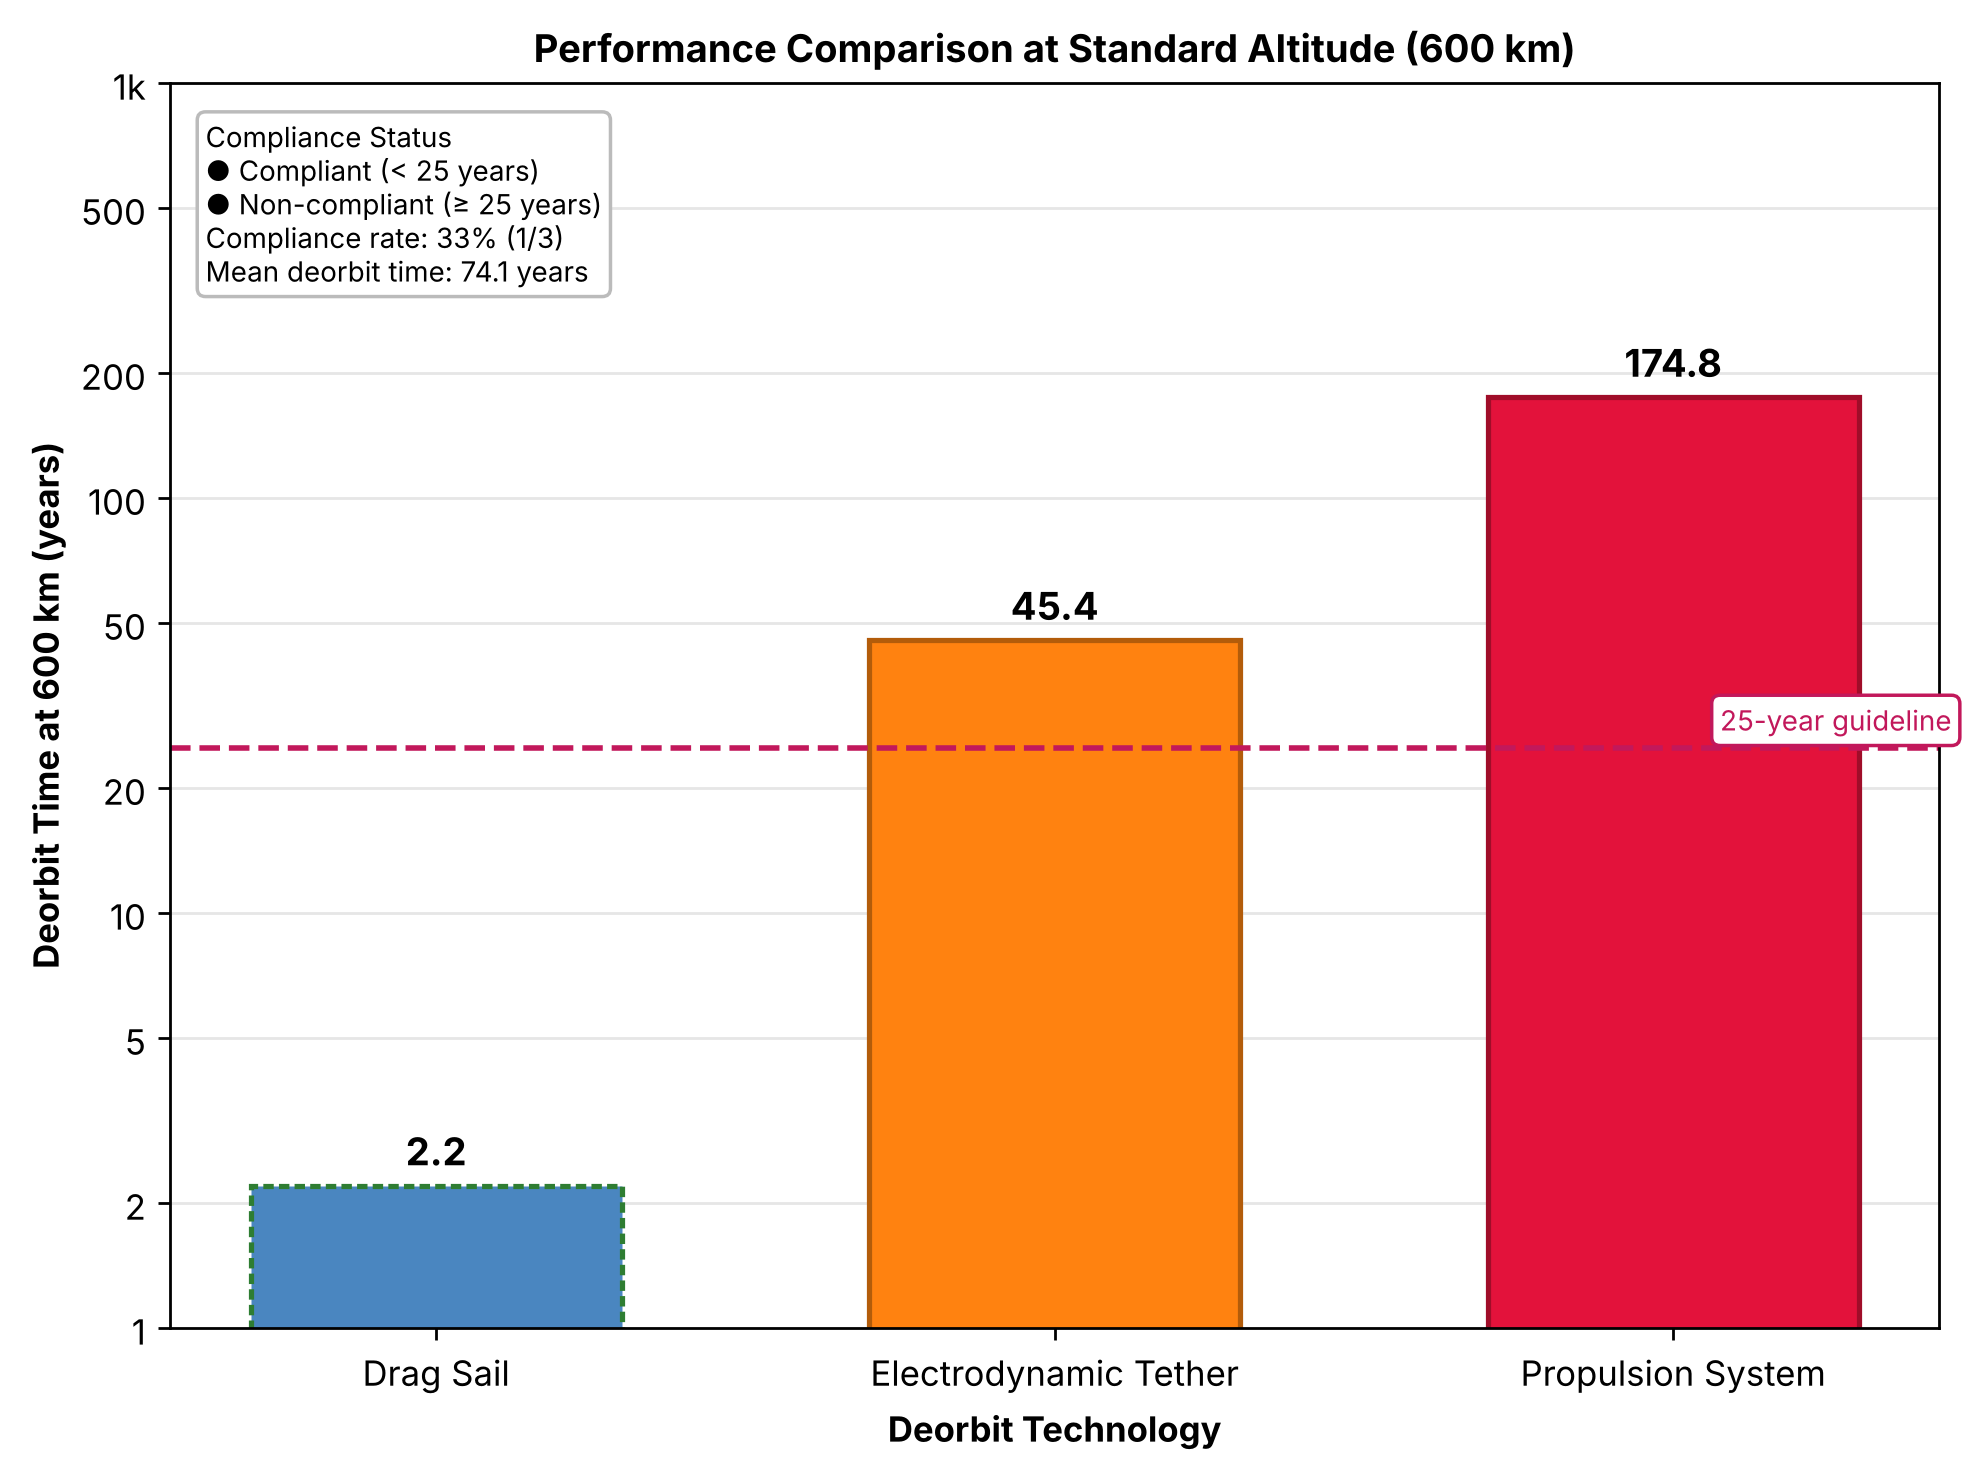 Performance Comparison at Standard Altitude (600 km)
Compliance Status
● Compliant (< 25 years)
● Non-compliant (≥ 25 years)
Compliance rate: 33% (1/3)
Mean deorbit time: 74.1 years
Deorbit Time at 600 km (years)
1k
500
200
100
50
20
10
5
2
1
2.2
45.4
174.8
25-year guideline
Drag Sail
Electrodynamic Tether
Propulsion System
Deorbit Technology